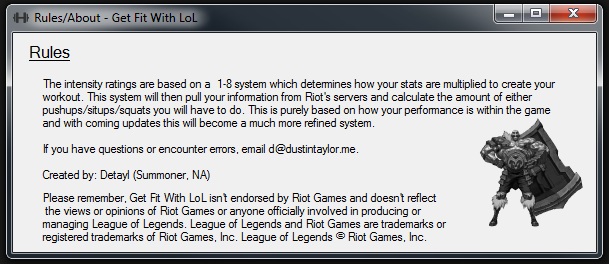 Rules/About - Get Fit With LoL
Rules
The intensity ratings are based on a 1-8 system which determines how your stats are multiplied to create your
workout. This system will then pull your information from Riot's servers and calculate the amount of either
pushups/situps/squats you will have to do. This is purely based on how your performance is within the game
and with coming updates this will become a much more refined system.
If you have questions or encounter errors, email d@dustintaylor.me.
Created by: Detayl (Summoner, NA)
Please remember, Get Fit With LoL isn't endorsed by Riot Games and doesn't reflect
the views or opinions of Riot Games or anyone officially involved in producing or
managing League of Legends. League of Legends and Riot Games are trademarks or
registered trademarks of Riot Games, Inc. League of Legends © Riot Games, Inc.